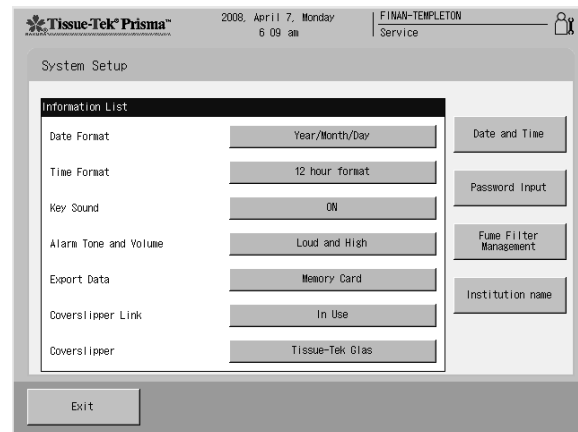 Tissue-Tek® Prisma™
2008, April 7, Monday
6 09 am
FINAN-TEMPLETON
Service
System Setup
Information List
Date Format Year/Month/Day
Time Format 12 hour format
Key Sound ON
Alarm Tone and Volume Loud and High
Export Data Memory Card
Coverslipper Link In Use
Coverslipper Tissue-Tek Glas
Date and Time
Password Input
Fume Filter
Management
Institution name
Exit